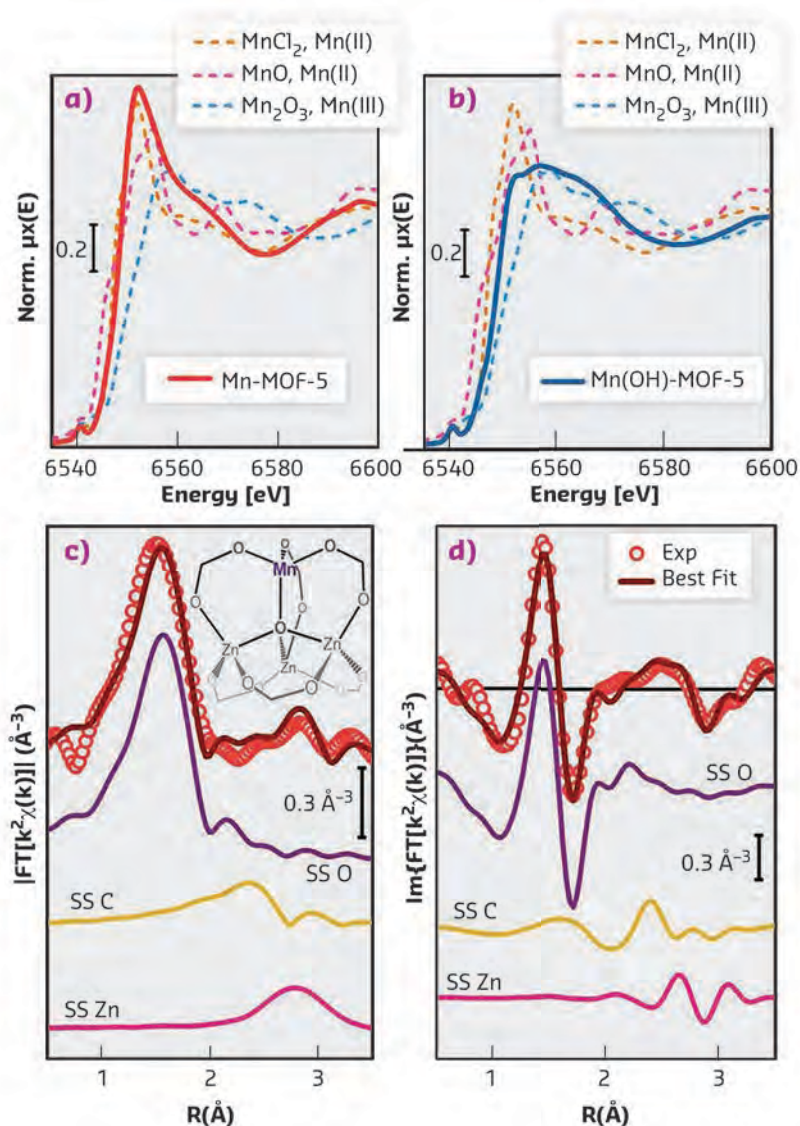 MnCl₂, Mn(II)
MnO, Mn(II)
Mn₂O₃, Mn(III)
a)
0.2
Norm. μx(E)
Mn-MOF-5
6540 6560 6580 6600
Energy [eV]
MnCl₂, Mn(II)
MnO, Mn(II)
Mn₂O₃, Mn(III)
b)
0.2
Norm. μx(E)
Mn(OH)-MOF-5
6540 6560 6580 6600
Energy [eV]
c)
O O O
Mn
O O O
O
Zn Zn
Zn
O O O O
|FT[k²χ(k)]| (Å⁻³)
0.3 Å⁻³
SS O
SS C
SS Zn
1 2 3
R(Å)
d)
Exp
Best Fit
Im{FT[k²χ(k)]}(Å⁻³)
SS O
0.3 Å⁻³
SS C
SS Zn
1 2 3
R(Å)